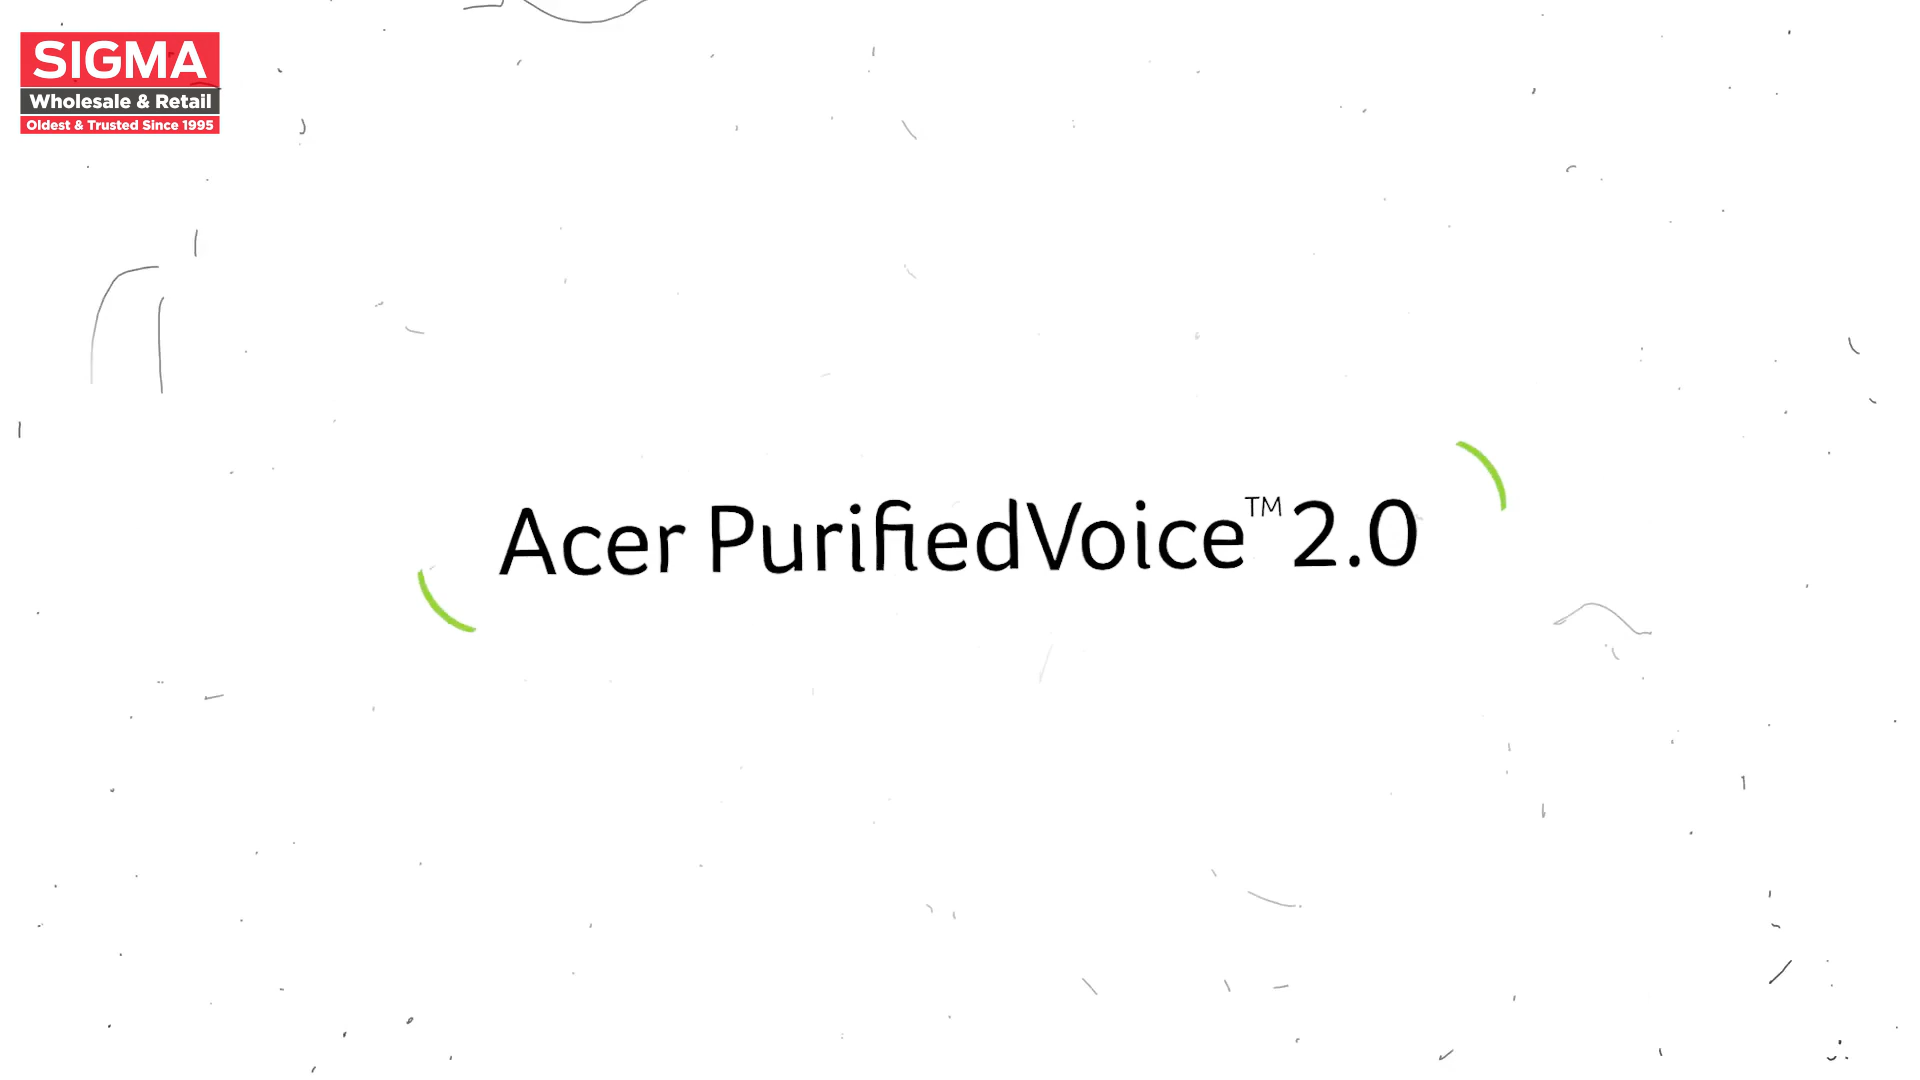 SIGMA
Wholesale & Retail
Oldest & Trusted Since 1995
Acer PurifiedVoice™ 2.0